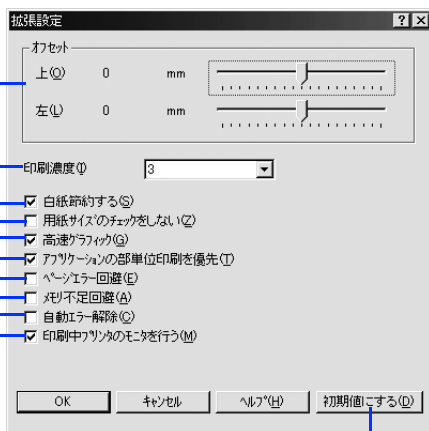 拡張設定
オフセット
上(O) 0 mm
左(L) 0 mm
印刷濃度(I) 3
白紙節約する(S)
用紙サイズのチェックをしない(Z)
高速グラフィック(G)
アプリケーションの部単位印刷を優先(T)
ページエラー回避(E)
メモリ不足回避(A)
自動エラー解除(C)
印刷中プリンタのモニタを行う(M)
OK キャンセル ヘルプ(H) 初期値にする(D)